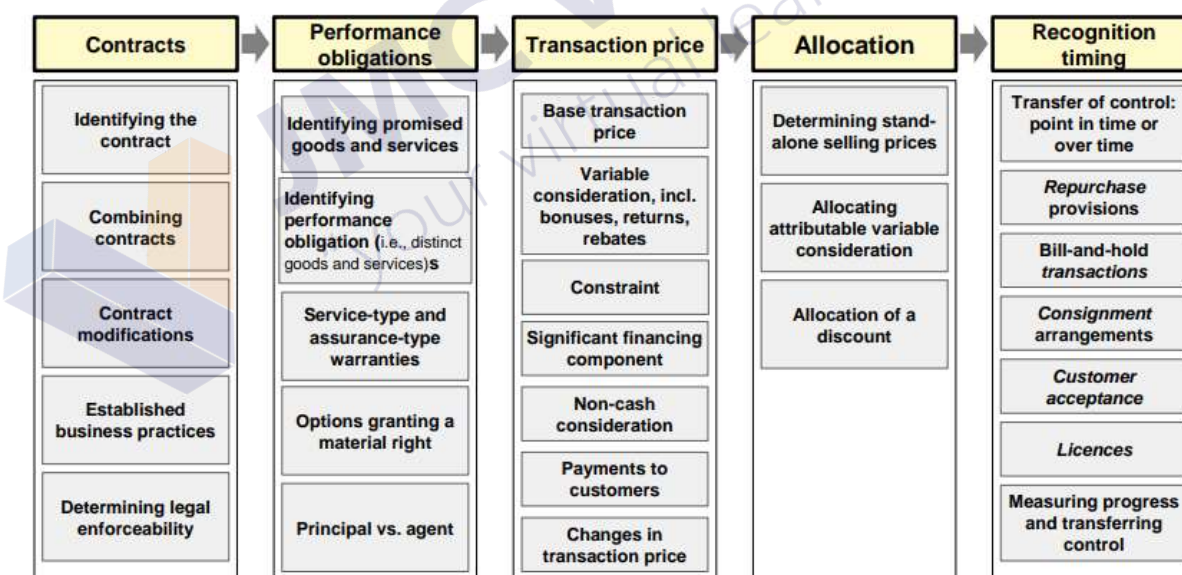 Contracts
Identifying the
contract
Combining
contracts
Contract
modifications
Established
business practices
Determining legal
enforceability
Performance
obligations
Identifying promised
goods and services
Identifying
performance
obligation (i.e., distinct
goods and services)s
Service-type and
assurance-type
warranties
Options granting a
material right
Principal vs. agent
Transaction price
Base transaction
price
Variable
consideration, incl.
bonuses, returns,
rebates
Constraint
Significant financing
component
Non-cash
consideration
Payments to
customers
Changes in
transaction price
Allocation
Determining stand-
alone selling prices
Allocating
attributable variable
consideration
Allocation of a
discount
Recognition
timing
Transfer of control:
point in time or
over time
Repurchase
provisions
Bill-and-hold
transactions
Consignment
arrangements
Customer
acceptance
Licences
Measuring progress
and transferring
control
JMC
"your virtual